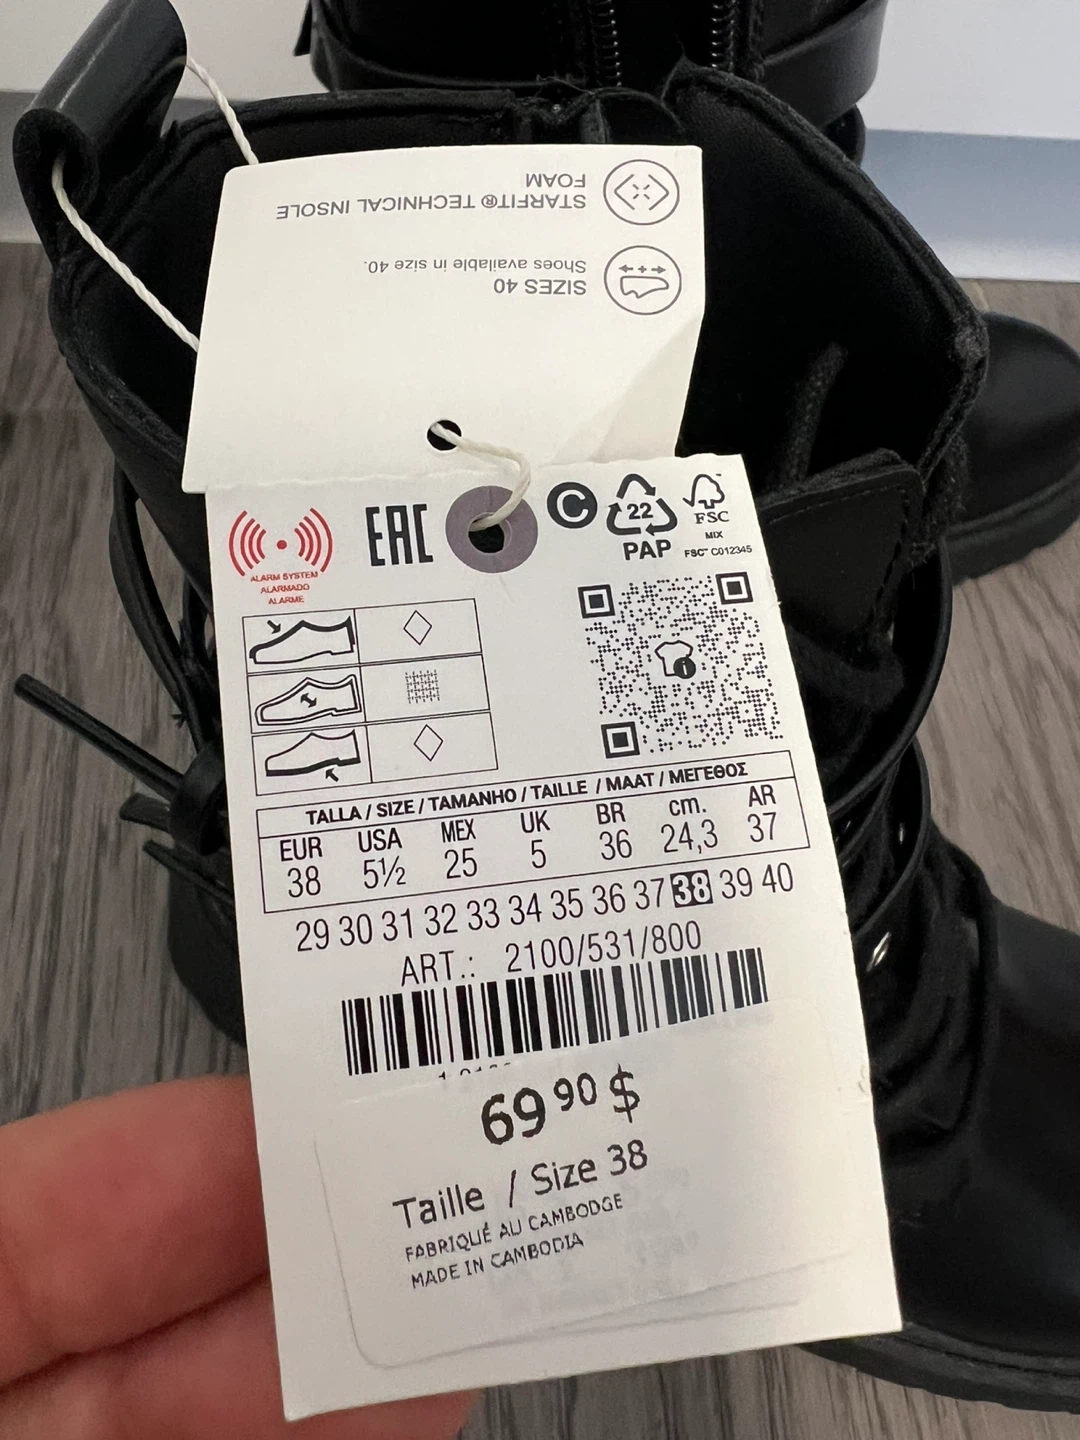 STARFIT® TECHNICAL INSOLE
FOAM
SIZES 40
Shoes available in size 40.
ALARM SYSTEM
ALARMADO
ALARME
EAC
C
22
PAP
FSC
MIX
FSC™ C012345
i
TALLA / SIZE / TAMANHO / TAILLE / MAAT / ΜΕΓΕΘΟΣ
EUR USA MEX UK BR cm. AR
38 5½ 25 5 36 24,3 37
29 30 31 32 33 34 35 36 37 38 39 40
ART.: 2100/531/800
69 90 $
Taille / Size 38
FABRIQUÉ AU CAMBODGE
MADE IN CAMBODIA